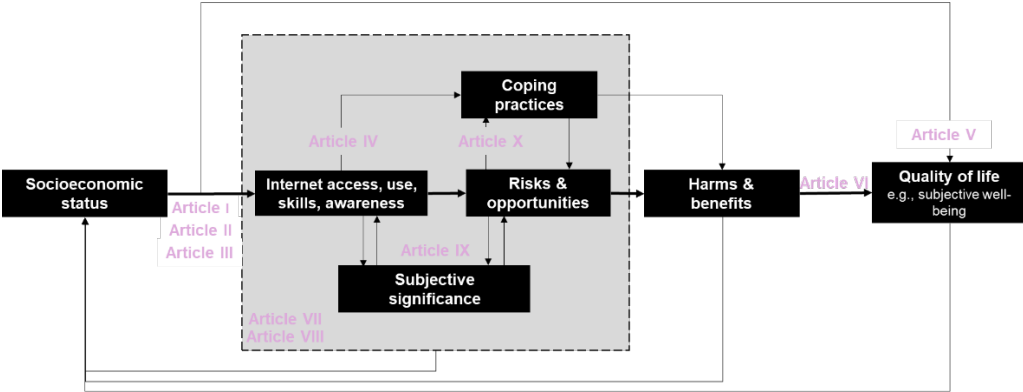 Coping
practices
Article V
Article IV
Article X
Socioeconomic
status
Internet access, use,
skills, awareness
Risks &
opportunities
Harms &
benefits
Article VI
Quality of life
e.g., subjective well-
being
Article I
Article II
Article III
Article IX
Subjective
significance
Article VII
Article VIII